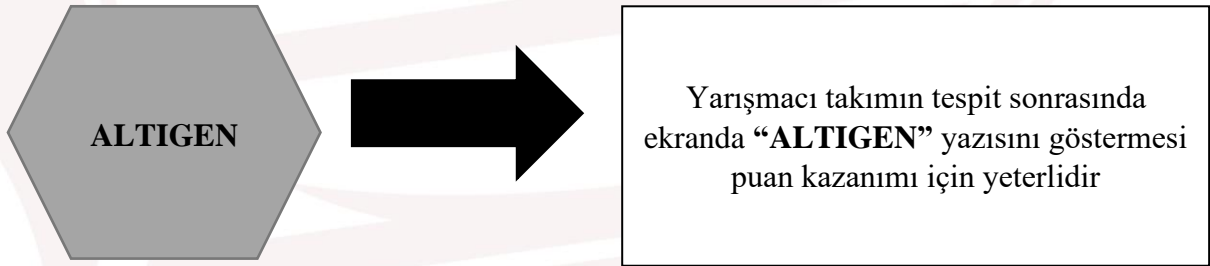 ALTIGEN
Yarışmacı takımın tespit sonrasında
ekranda “ALTIGEN” yazısını göstermesi
puan kazanımı için yeterlidir